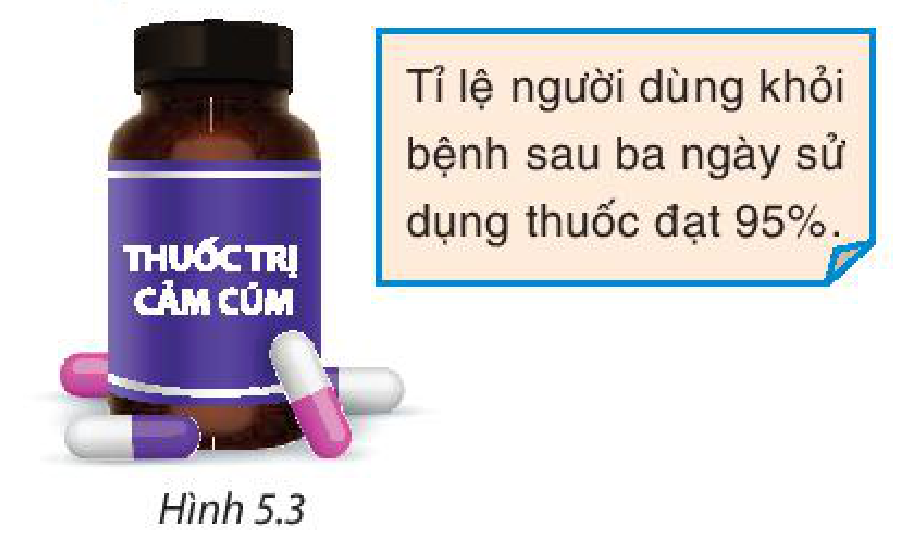 THUỐC TRỊ
CẢM CÚM
Tỉ lệ người dùng khỏi
bệnh sau ba ngày sử
dụng thuốc đạt 95%.
Hình 5.3